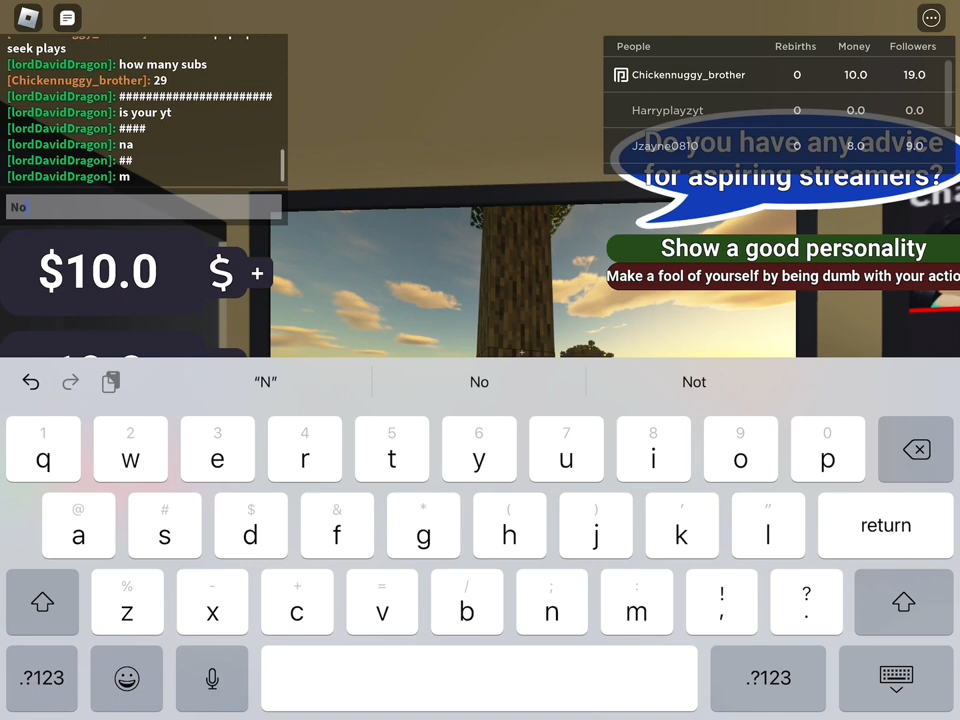 seek plays
[lordDavidDragon]: how many subs
[Chickennuggy_brother]: 29
[lordDavidDragon]: #######################
[lordDavidDragon]: is your yt
[lordDavidDragon]: ####
[lordDavidDragon]: na
[lordDavidDragon]: ##
[lordDavidDragon]: m
No
People Rebirths Money Followers
Chickennuggy_brother 0 10.0 19.0
Harryplayzyt 0 0.0 0.0
Jzayne0810 0 8.0 9.0
Do you have any advice
for aspiring streamers?
Show a good personality
Make a fool of yourself by being dumb with your actio
$10.0 $ +
“N” No Not
1 2 3 4 5 6 7 8 9 0
q w e r t y u i o p
@ # $ & * ( ) ' "
a s d f g h j k l return
% - + = / ; : ! ?
z x c v b n m , .
.?123 .?123